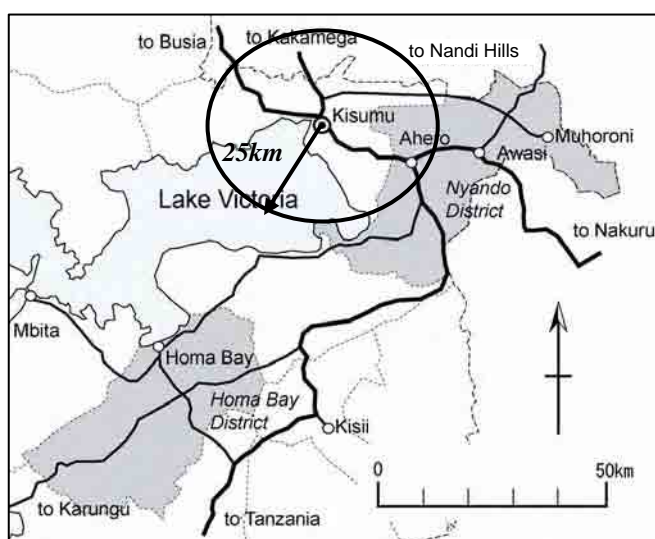 to Busia
to Kakamega
to Nandi Hills
Kisumu
Muhoroni
Ahero
Awasi
25km
Lake Victoria
Nyando
District
to Nakuru
Mbita
Homa Bay
Homa Bay
District
Kisii
0
50km
to Karungu
to Tanzania